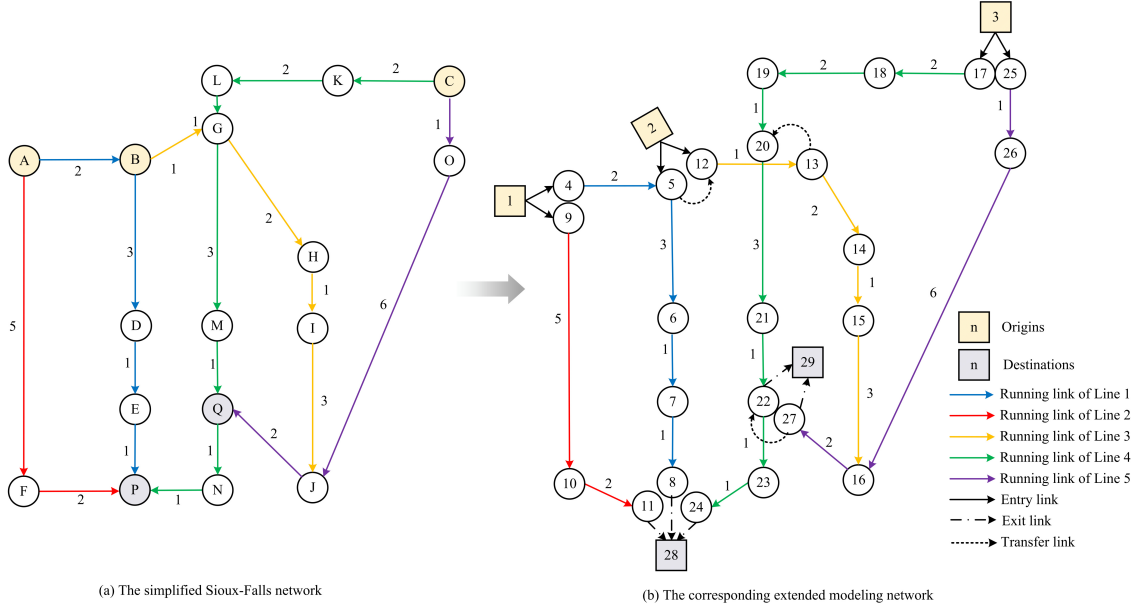 L
2
K
2
C
1
G
1
1
O
A
2
B
1
2
3
3
H
5
6
1
D
M
I
1
1
3
E
Q
1
1
2
F
2
P
1
N
J
(a) The simplified Sioux-Falls network
3
19
2
18
2
17
25
1
1
2
20
12
1
13
26
4
2
5
1
9
2
3
3
14
5
1
6
6
21
15
1
1
29
3
7
22
27
1
1
2
10
2
8
1
23
16
11
24
28
(b) The corresponding extended modeling network
n
Origins
n
Destinations
Running link of Line 1
Running link of Line 2
Running link of Line 3
Running link of Line 4
Running link of Line 5
Entry link
Exit link
Transfer link